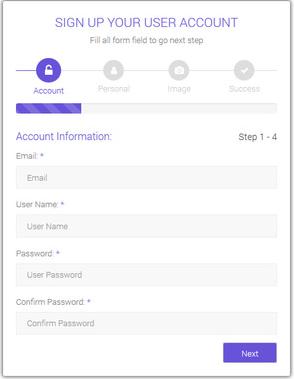 SIGN UP YOUR USER ACCOUNT
Fill all form field to go next step
Account Personal Image Success
Account Information: Step 1 - 4
Email: *
Email
User Name: *
User Name
Password: *
User Password
Confirm Password: *
Confirm Password
Next